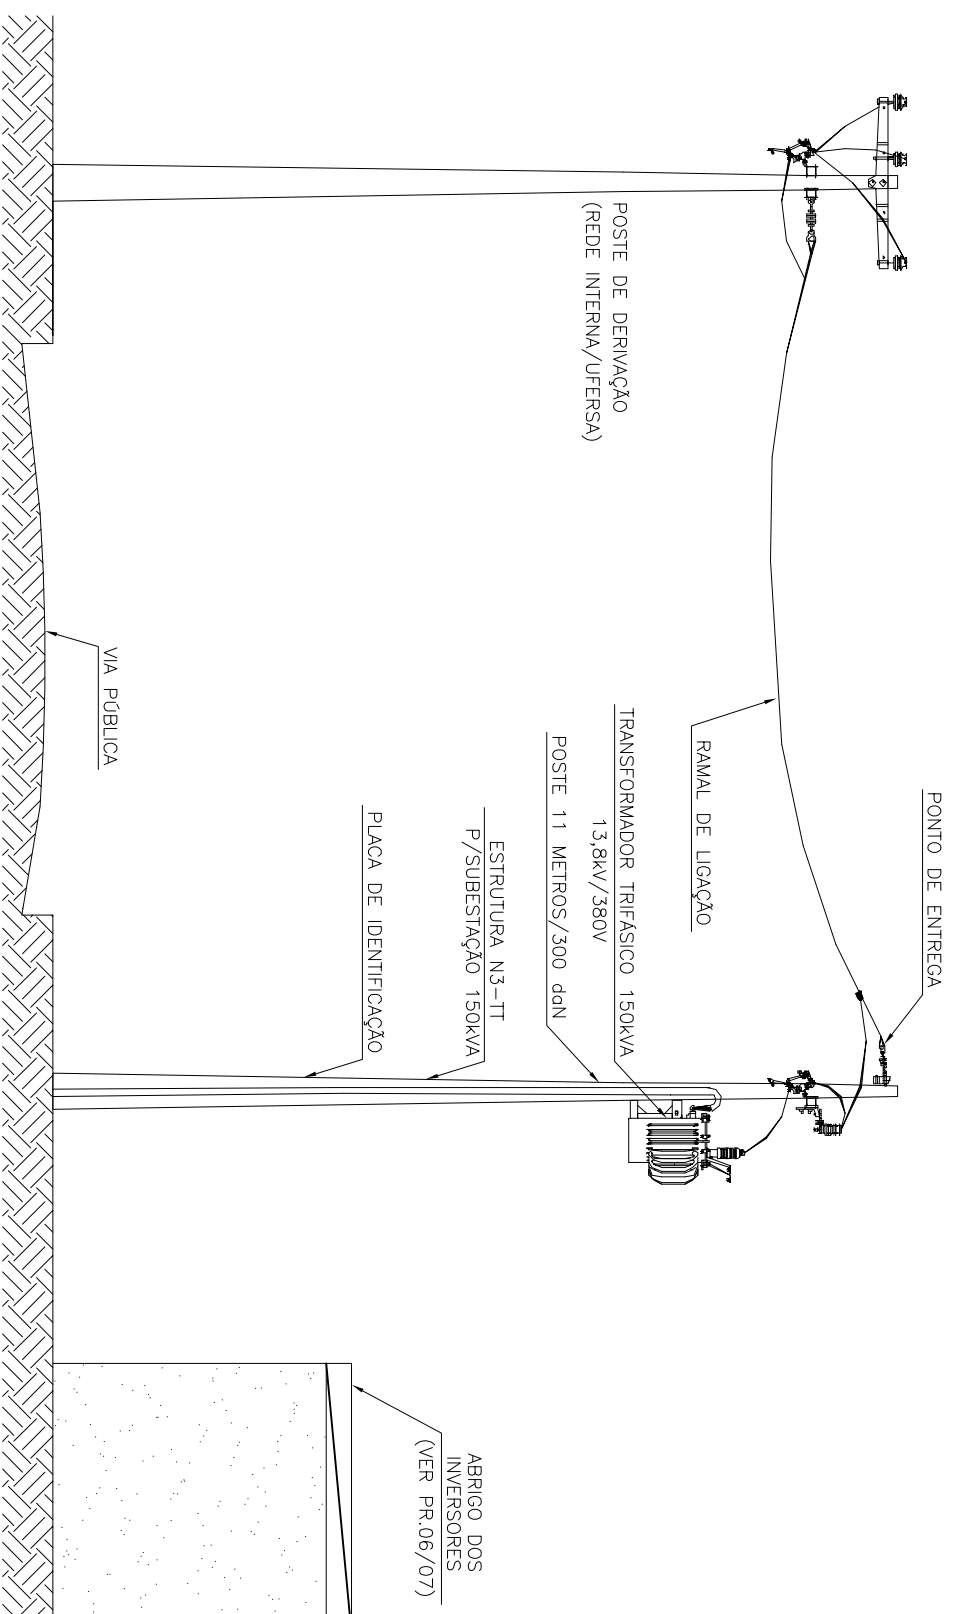 POSTE DE DERIVAÇÃO
(REDE INTERNA/UFERSA)
VIA PÚBLICA
PONTO DE ENTREGA
RAMAL DE LIGAÇÃO
TRANSFORMADOR TRIFÁSICO 150kVA
13,8kV/380V
POSTE 11 METROS/300 daN
ESTRUTURA N3-TT
P/SUBESTAÇÃO 150kVA
PLACA DE IDENTIFICAÇÃO
ABRIGO DOS
INVERSORES
(VER PR.06/07)